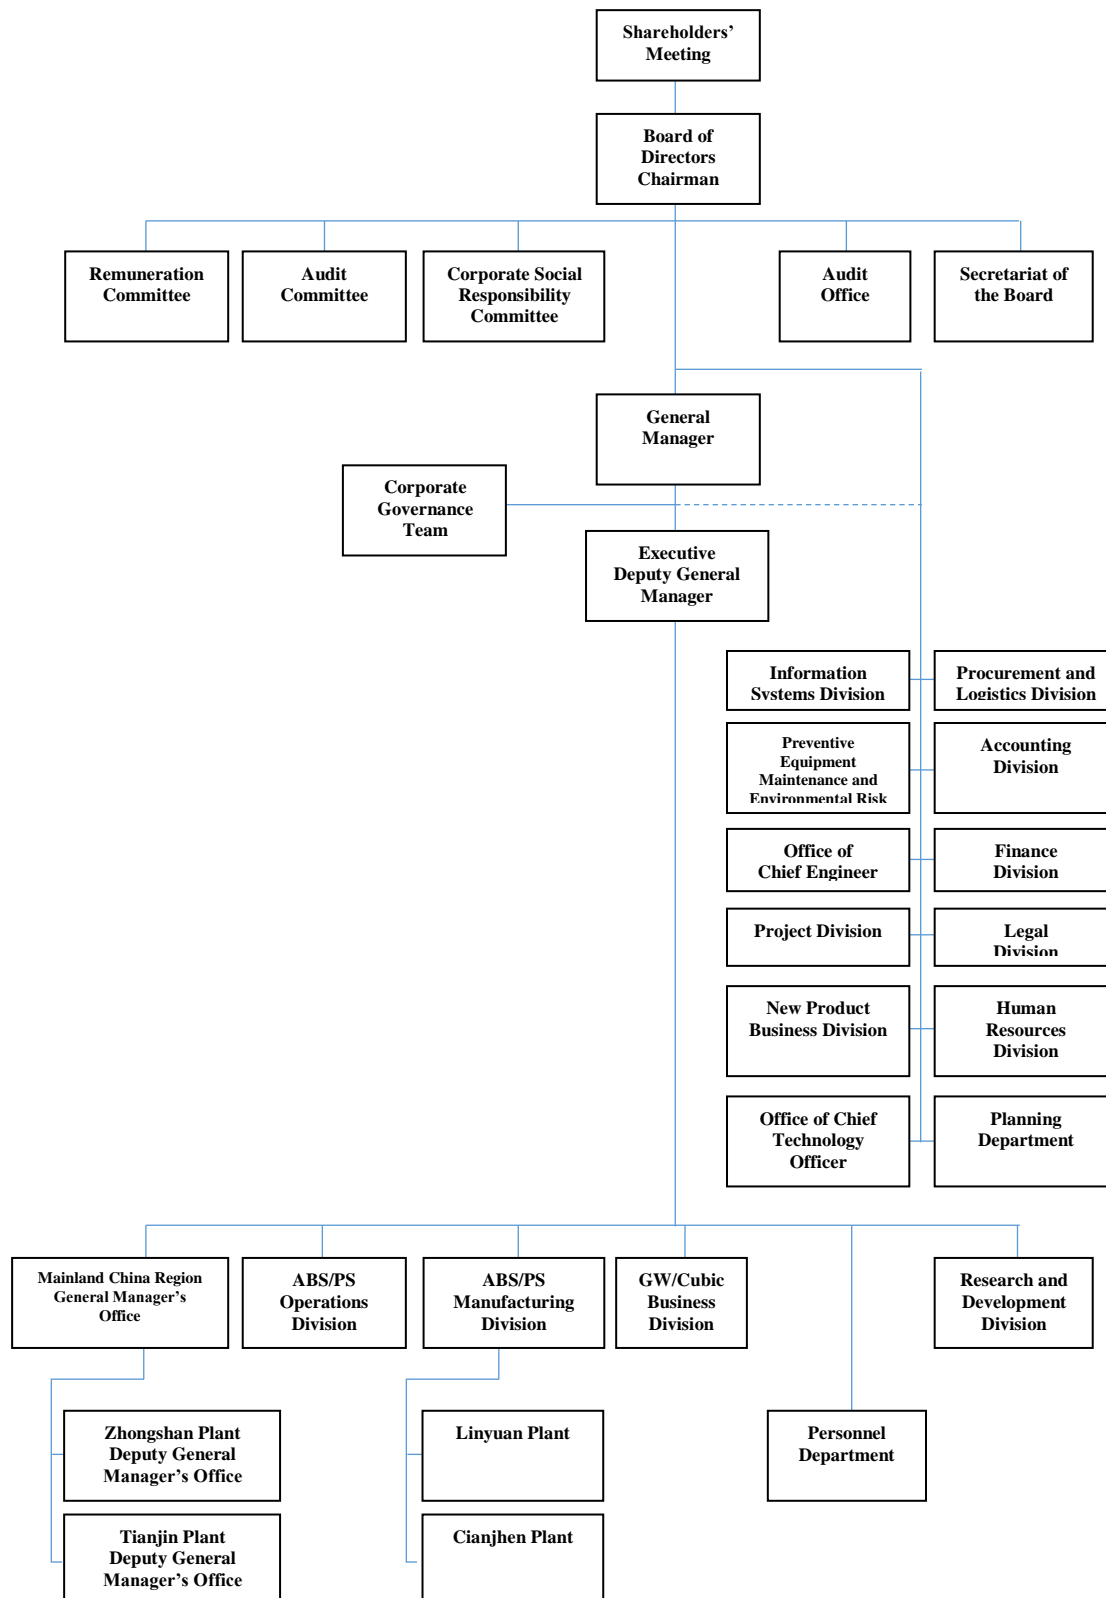 Shareholders’
Meeting
Board of
Directors
Chairman
Remuneration
Committee
Audit
Committee
Corporate Social
Responsibility
Committee
Audit
Office
Secretariat of
the Board
General
Manager
Corporate
Governance
Team
Executive
Deputy General
Manager
Information
Systems Division
Procurement and
Logistics Division
Preventive
Equipment
Maintenance and
Environmental Risk
Accounting
Division
Office of
Chief Engineer
Finance
Division
Project Division
Legal
Division
New Product
Business Division
Human
Resources
Division
Office of Chief
Technology
Officer
Planning
Department
Mainland China Region
General Manager’s
Office
ABS/PS
Operations
Division
ABS/PS
Manufacturing
Division
GW/Cubic
Business
Division
Research and
Development
Division
Zhongshan Plant
Deputy General
Manager’s Office
Linyuan Plant
Personnel
Department
Tianjin Plant
Deputy General
Manager’s Office
Cianjhen Plant